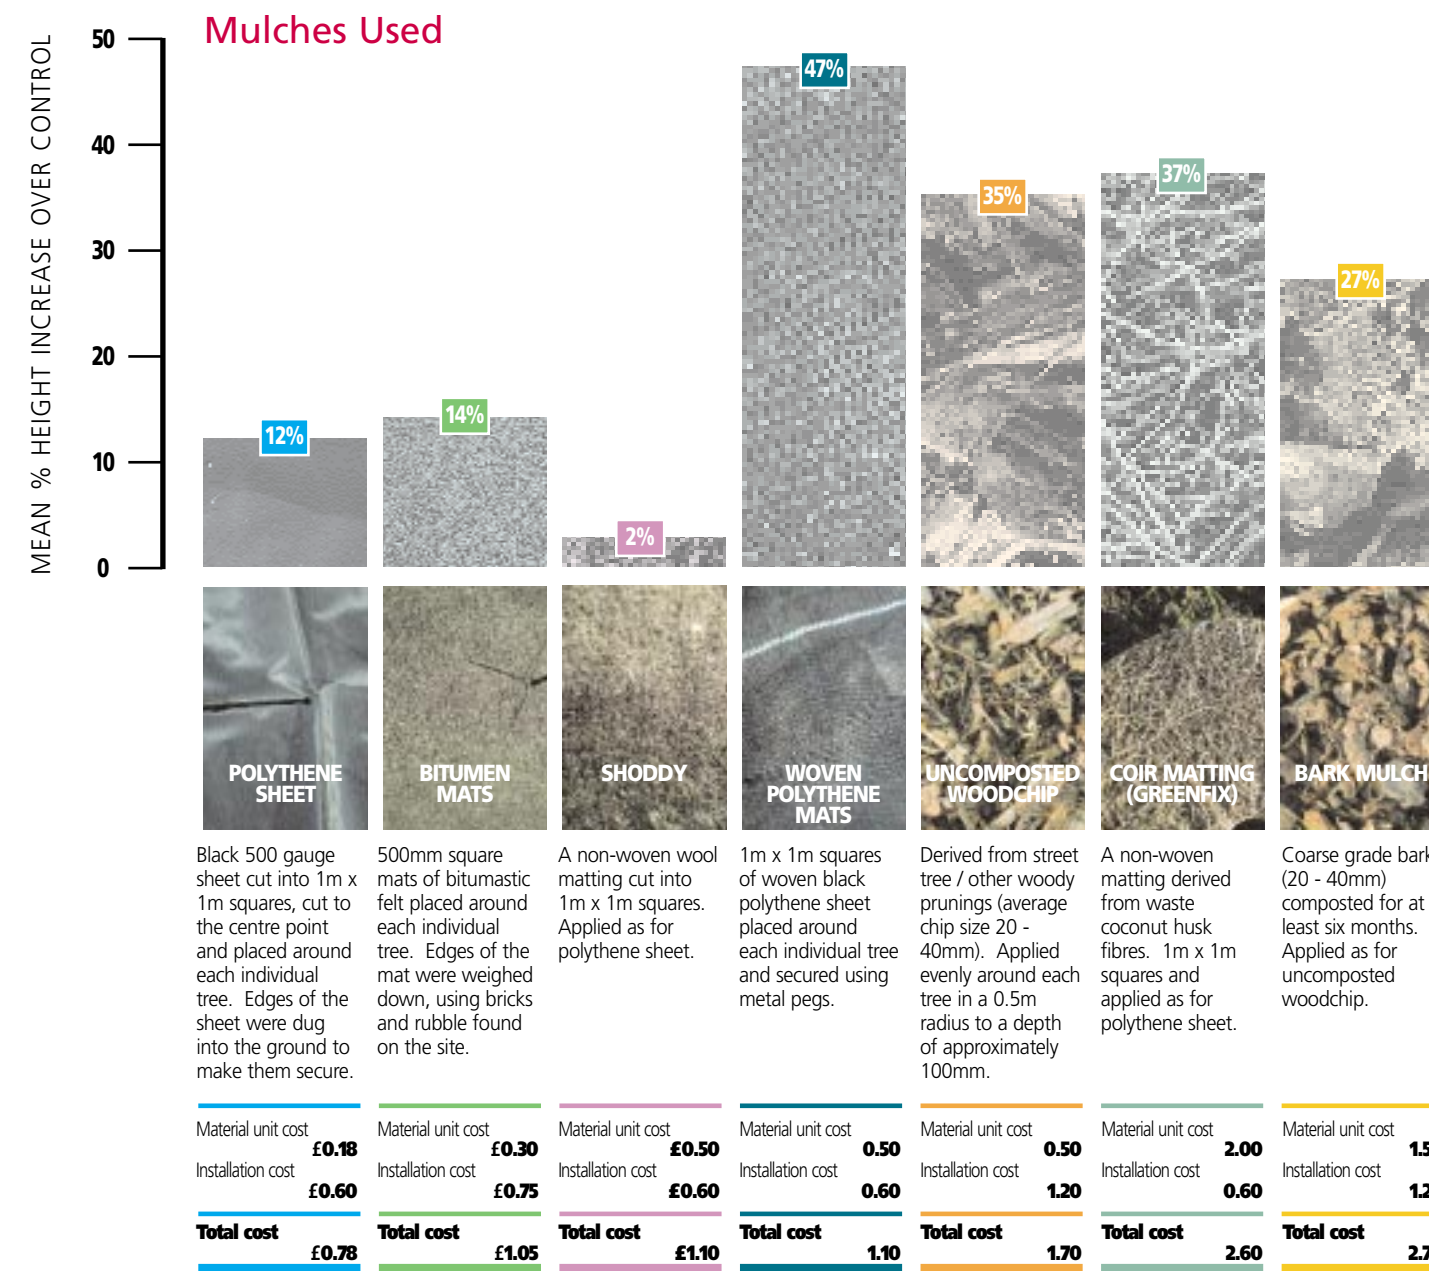 Mulches Used
MEAN % HEIGHT INCREASE OVER CONTROL
50
40
30
20
10
0
12%
14%
2%
47%
35%
37%
27%
POLYTHENE
SHEET
BITUMEN
MATS
SHODDY
WOVEN
POLYTHENE
MATS
UNCOMPOSTED
WOODCHIP
COIR MATTING
(GREENFIX)
BARK MULCH
Black 500 gauge
sheet cut into 1m x
1m squares, cut to
the centre point
and placed around
each individual
tree. Edges of the
sheet were dug
into the ground to
make them secure.
500mm square
mats of bitumastic
felt placed around
each individual
tree. Edges of the
mat were weighed
down, using bricks
and rubble found
on the site.
A non-woven wool
matting cut into
1m x 1m squares.
Applied as for
polythene sheet.
1m x 1m squares
of woven black
polythene sheet
placed around
each individual tree
and secured using
metal pegs.
Derived from street
tree / other woody
prunings (average
chip size 20 -
40mm). Applied
evenly around each
tree in a 0.5m
radius to a depth
of approximately
100mm.
A non-woven
matting derived
from waste
coconut husk
fibres. 1m x 1m
squares and
applied as for
polythene sheet.
Coarse grade bark
(20 - 40mm)
composted for at
least six months.
Applied as for
uncomposted
woodchip.
Material unit cost
£0.18
Installation cost
£0.60
Total cost
£0.78
Material unit cost
£0.30
Installation cost
£0.75
Total cost
£1.05
Material unit cost
£0.50
Installation cost
£0.60
Total cost
£1.10
Material unit cost
0.50
Installation cost
0.60
Total cost
1.10
Material unit cost
0.50
Installation cost
1.20
Total cost
1.70
Material unit cost
2.00
Installation cost
0.60
Total cost
2.60
Material unit cost
Installation cost
Total cost